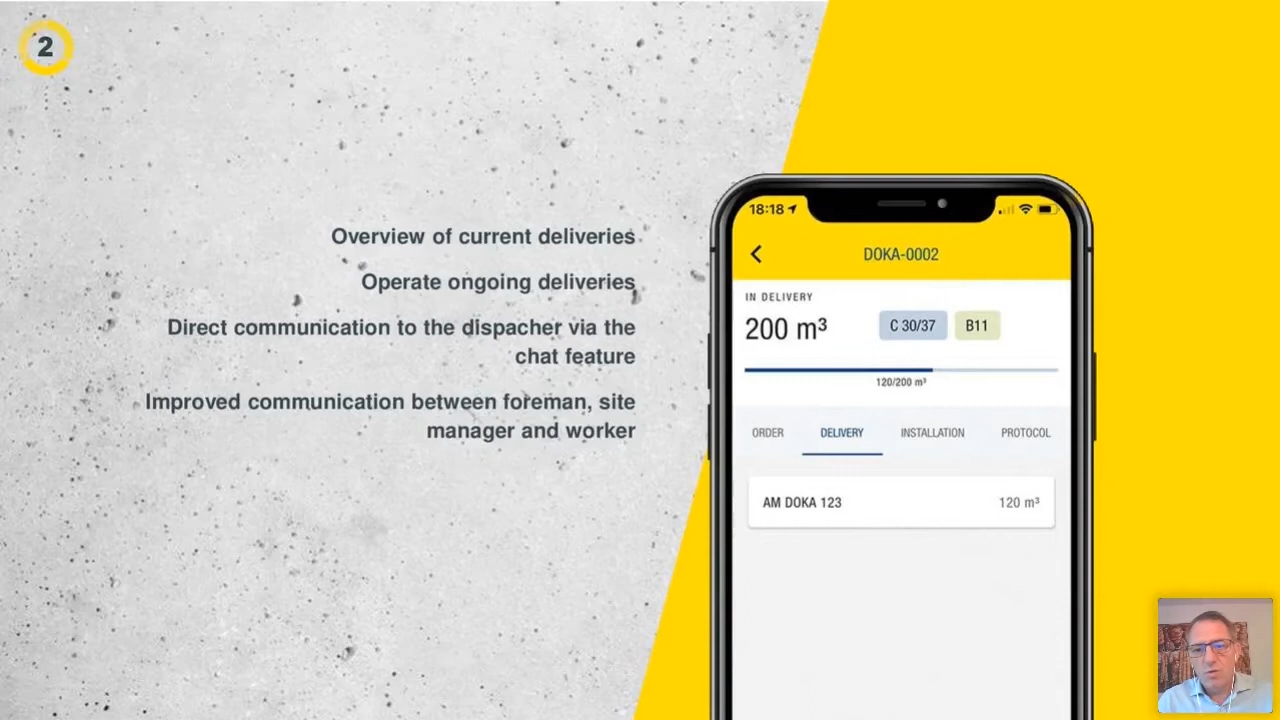 2
Overview of current deliveries
Operate ongoing deliveries
Direct communication to the dispacher via the
chat feature
Improved communication between foreman, site
manager and worker
18:18
DOKA-0002
IN DELIVERY
200 m³
C 30/37
B11
120/200 m³
ORDER
DELIVERY
INSTALLATION
PROTOCOL
AM DOKA 123
120 m³